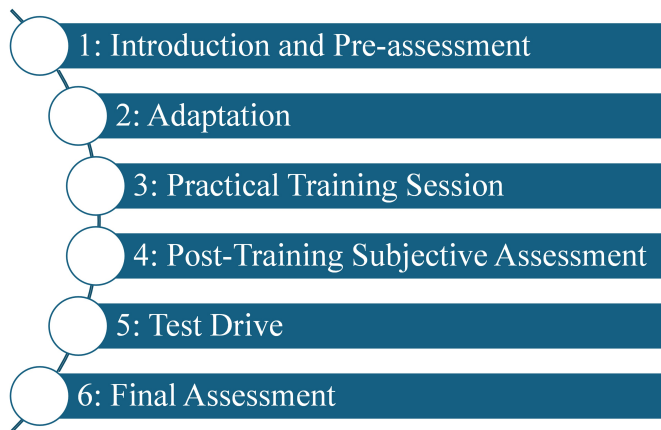 1: Introduction and Pre-assessment
2: Adaptation
3: Practical Training Session
4: Post-Training Subjective Assessment
5: Test Drive
6: Final Assessment